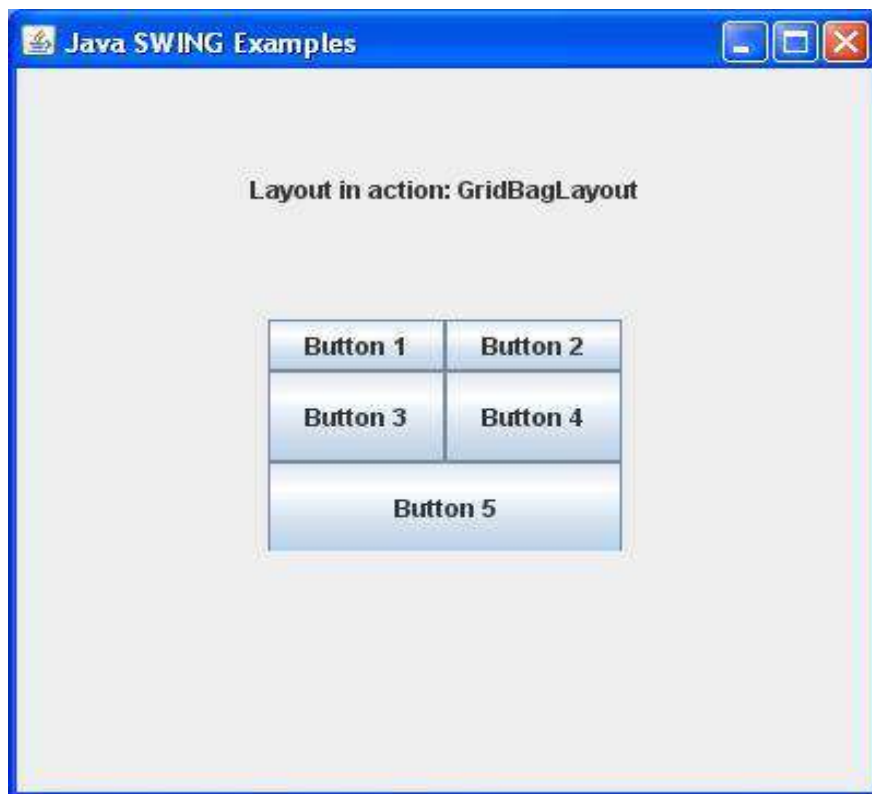 Java SWING Examples
Layout in action: GridBagLayout
Button 1 Button 2
Button 3 Button 4
Button 5